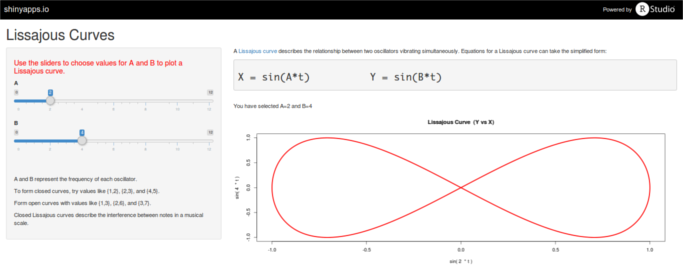 shinyapps.io
Powered by R Studio
Lissajous Curves
Use the sliders to choose values for A and B to plot a
Lissajous curve.
A
0 2 12
B
0 4 12
A and B represent the frequency of each oscillator.
To form closed curves, try values like (1,2), (2,3), and (4,5).
Form open curves with values like (1,3), (2,6), and (3,7).
Closed Lissajous curves describe the interference between notes in a musical
scale.
A Lissajous curve describes the relationship between two oscillators vibrating simultaneously. Equations for a Lissajous curve can take the simplified form:
X = sin(A*t) Y = sin(B*t)
You have selected A=2 and B=4
Lissajous Curve (Y vs X)
sin( 4 * t )
1.0
0.5
0.0
-0.5
-1.0
-1.0 -0.5 0.0 0.5 1.0
sin( 2 * t )